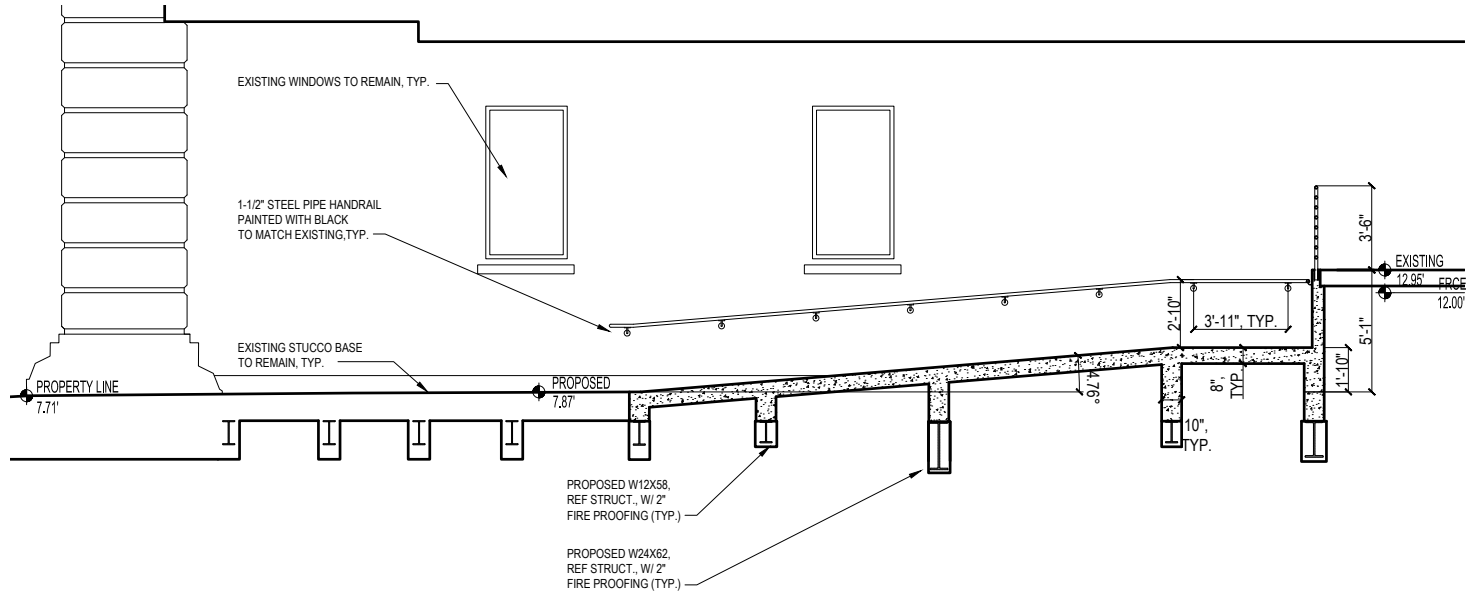 EXISTING WINDOWS TO REMAIN, TYP.
1-1/2" STEEL PIPE HANDRAIL
PAINTED WITH BLACK
TO MATCH EXISTING,TYP.
3'-6"
EXISTING
12.95'
FRCE
12.00'
2'-10"
3'-11", TYP.
5'-1"
EXISTING STUCCO BASE
TO REMAIN, TYP.
PROPERTY LINE
7.71'
PROPOSED
7.87'
4.76°
8",
TYP.
1'-10"
10",
TYP.
PROPOSED W12X58,
REF STRUCT., W/ 2"
FIRE PROOFING (TYP.)
PROPOSED W24X62,
REF STRUCT., W/ 2"
FIRE PROOFING (TYP.)